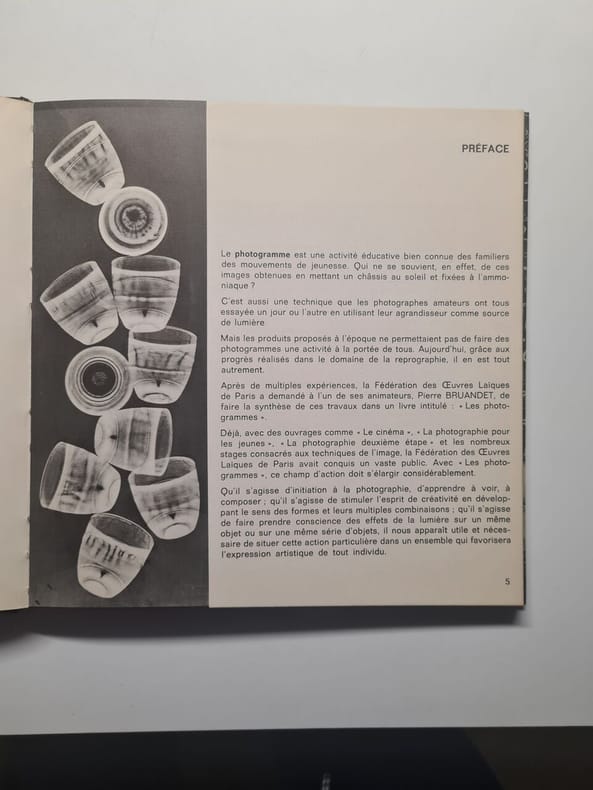 PRÉFACE
Le photogramme est une activité éducative bien connue des familiers
des mouvements de jeunesse. Qui ne se souvient, en effet, de ces
images obtenues en mettant un châssis au soleil et fixées à l'ammo-
niaque ?
C'est aussi une technique que les photographes amateurs ont tous
essayée un jour ou l'autre en utilisant leur agrandisseur comme source
de lumière
Mais les produits proposés à l'époque ne permettaient pas de faire des
photogrammes une activité à la portée de tous. Aujourd'hui, grâce aux
progrès réalisés dans le domaine de la reprographie, il en est tout
autrement.
Après de multiples expériences, la Fédération des Œuvres Laïques
de Paris a demandé à l'un de ses animateurs, Pierre BRUANDET, de
faire la synthèse de ces travaux dans un livre intitulé : « Les photo-
grammes ».
Déjà, avec des ouvrages comme « Le cinéma », « La photographie pour
les jeunes », « La photographie deuxième étape » et les nombreux
stages consacrés aux techniques de l'image, la Fédération des Œuvres
Laïques de Paris avait conquis un vaste public. Avec « Les photo-
grammes », ce champ d'action doit s'élargir considérablement.
Qu'il s'agisse d'initiation à la photographie, d'apprendre à voir, à
composer ; qu'il s'agisse de stimuler l'esprit de créativité en dévelop-
pant le sens des formes et leurs multiples combinaisons ; qu'il s'agisse
de faire prendre conscience des effets de la lumière sur un même
objet ou sur une même série d'objets, il nous apparaît utile et néces-
saire de situer cette action particulière dans un ensemble qui favorisera
l'expression artistique de tout individu.
5